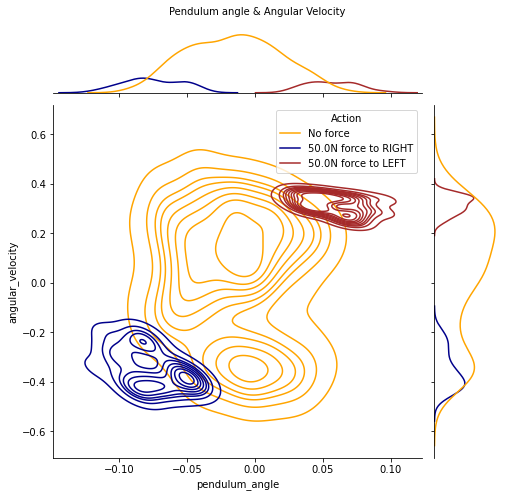 Pendulum angle & Angular Velocity
Action
No force
50.0N force to RIGHT
50.0N force to LEFT
0.6
0.4
0.2
0.0
−0.2
−0.4
−0.6
angular_velocity
−0.10
−0.05
0.00
0.05
0.10
pendulum_angle